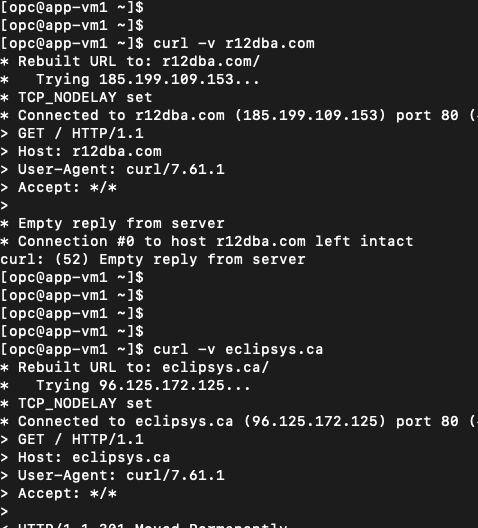 [opc@app-vm1 ~]$
[opc@app-vm1 ~]$
[opc@app-vm1 ~]$ curl -v r12dba.com
* Rebuilt URL to: r12dba.com/
*   Trying 185.199.109.153...
* TCP_NODELAY set
* Connected to r12dba.com (185.199.109.153) port 80 (
> GET / HTTP/1.1
> Host: r12dba.com
> User-Agent: curl/7.61.1
> Accept: */*
>
* Empty reply from server
* Connection #0 to host r12dba.com left intact
curl: (52) Empty reply from server
[opc@app-vm1 ~]$
[opc@app-vm1 ~]$
[opc@app-vm1 ~]$
[opc@app-vm1 ~]$
[opc@app-vm1 ~]$ curl -v eclipsys.ca
* Rebuilt URL to: eclipsys.ca/
*   Trying 96.125.172.125...
* TCP_NODELAY set
* Connected to eclipsys.ca (96.125.172.125) port 80 (
> GET / HTTP/1.1
> Host: eclipsys.ca
> User-Agent: curl/7.61.1
> Accept: */*
>
< HTTP/1.1 301 Moved Permanently